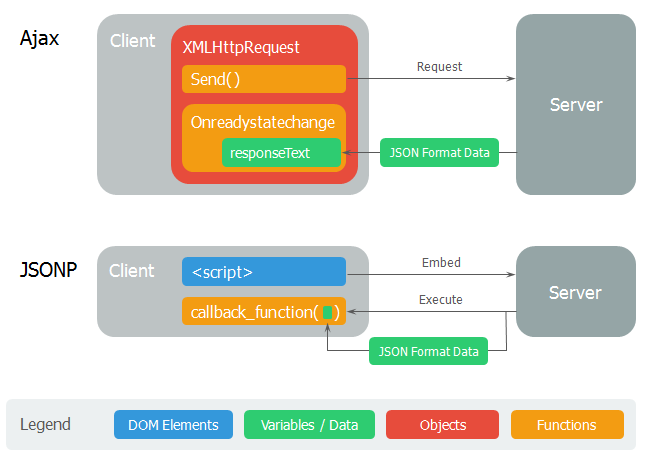 Ajax
Client
XMLHttpRequest
Send()
Request
Server
Onreadystatechange
responseText
JSON Format Data
JSONP
Client
<script>
Embed
Server
Execute
callback_function( )
JSON Format Data
Legend
DOM Elements
Variables / Data
Objects
Functions